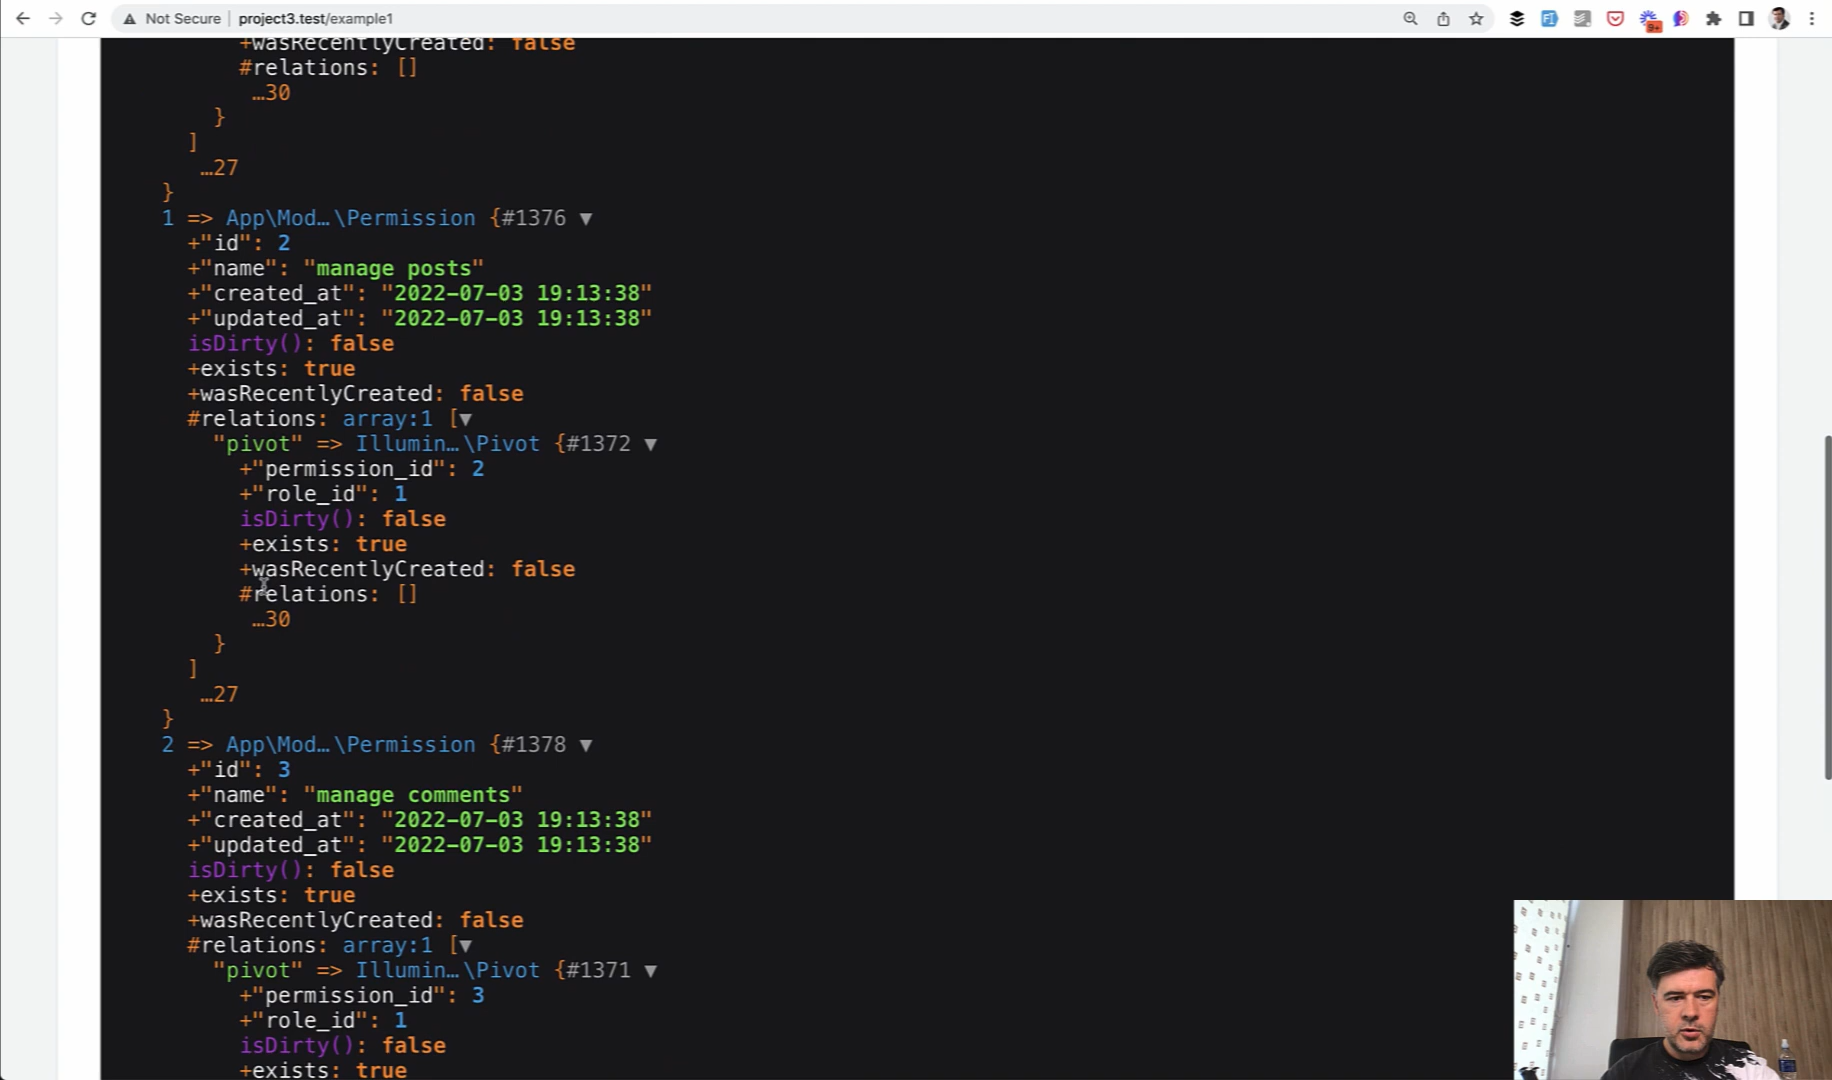 Not Secure project3.test/example1
9+
+wasRecentlyCreated: false
#relations: []
…30
}
]
…27
}
1 => App\Mod…\Permission {#1376 ▼
+"id": 2
+"name": "manage posts"
+"created_at": "2022-07-03 19:13:38"
+"updated_at": "2022-07-03 19:13:38"
isDirty(): false
+exists: true
+wasRecentlyCreated: false
#relations: array:1 [▼
"pivot" => Illumin…\Pivot {#1372 ▼
+"permission_id": 2
+"role_id": 1
isDirty(): false
+exists: true
+wasRecentlyCreated: false
#relations: []
…30
}
]
…27
}
2 => App\Mod…\Permission {#1378 ▼
+"id": 3
+"name": "manage comments"
+"created_at": "2022-07-03 19:13:38"
+"updated_at": "2022-07-03 19:13:38"
isDirty(): false
+exists: true
+wasRecentlyCreated: false
#relations: array:1 [▼
"pivot" => Illumin…\Pivot {#1371 ▼
+"permission_id": 3
+"role_id": 1
isDirty(): false
+exists: true